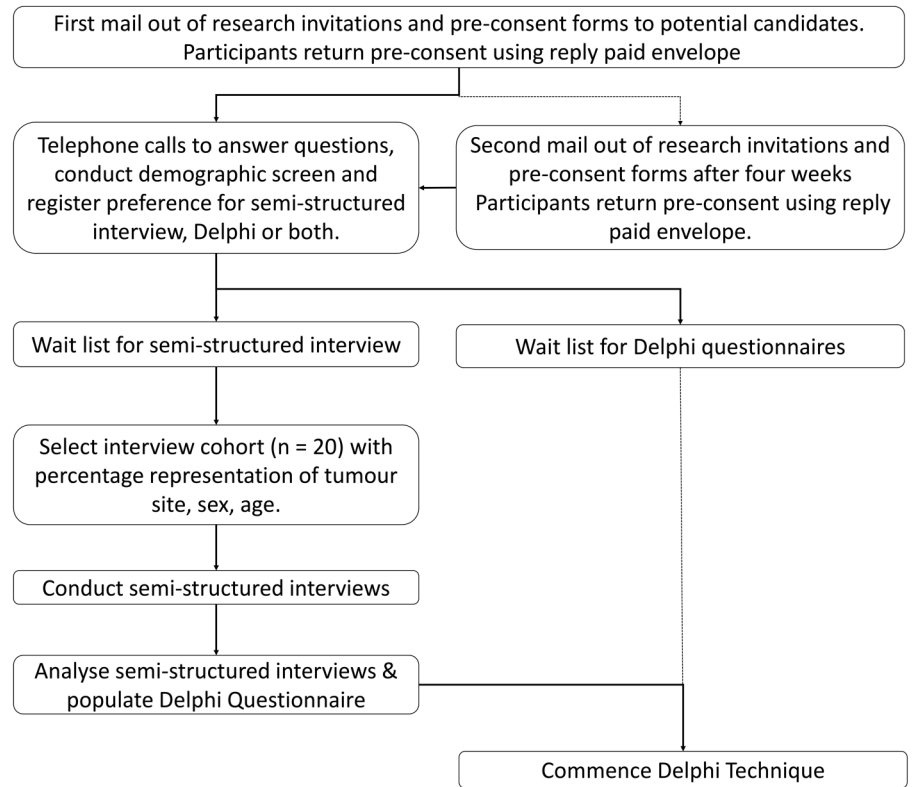 First mail out of research invitations and pre-consent forms to potential candidates.
Participants return pre-consent using reply paid envelope
Telephone calls to answer questions,
conduct demographic screen and
register preference for semi-structured
interview, Delphi or both.
Second mail out of research invitations and
pre-consent forms after four weeks
Participants return pre-consent using reply
paid envelope.
Wait list for semi-structured interview
Wait list for Delphi questionnaires
Select interview cohort (n = 20) with
percentage representation of tumour
site, sex, age.
Conduct semi-structured interviews
Analyse semi-structured interviews &
populate Delphi Questionnaire
Commence Delphi Technique